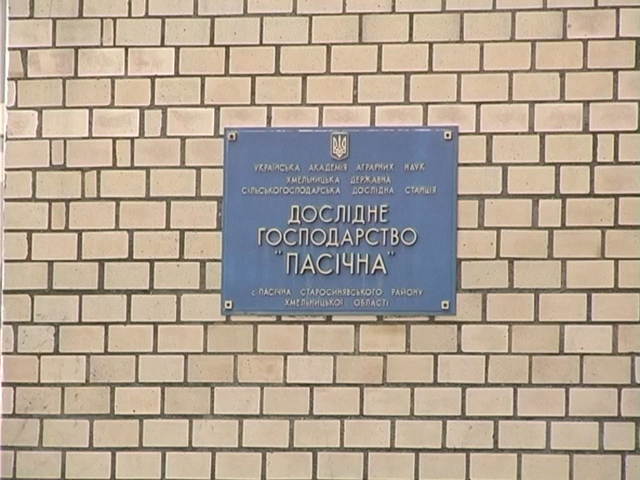 УКРАЇНСЬКА АКАДЕМІЯ АГРАРНИХ НАУК
ХМЕЛЬНИЦЬКА ДЕРЖАВНА
СІЛЬСЬКОГОСПОДАРСЬКА ДОСЛІДНА СТАНЦІЯ
ДОСЛІДНЕ
ГОСПОДАРСТВО
"ПАСІЧНА"
с. ПАСІЧНА СТАРОСИНЯВСЬКОГО РАЙОНУ
ХМЕЛЬНИЦЬКОЇ ОБЛАСТІ